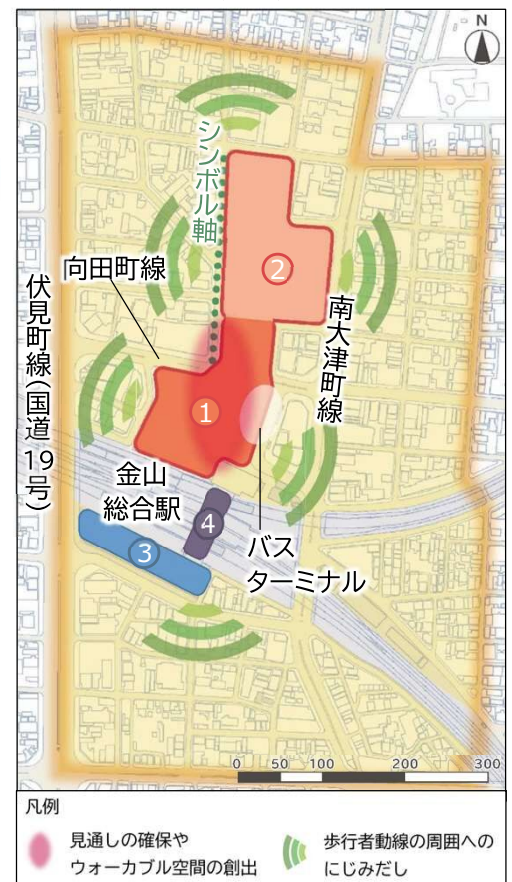 N
シンボル軸
②
向田町線
伏見町線(国道19号)
南大津町線
①
金山
総合駅
④
③
バス
ターミナル
0 50 100 200 300
凡例
見通しの確保や
ウォーカブル空間の創出
歩行者動線の周囲への
にじみだし